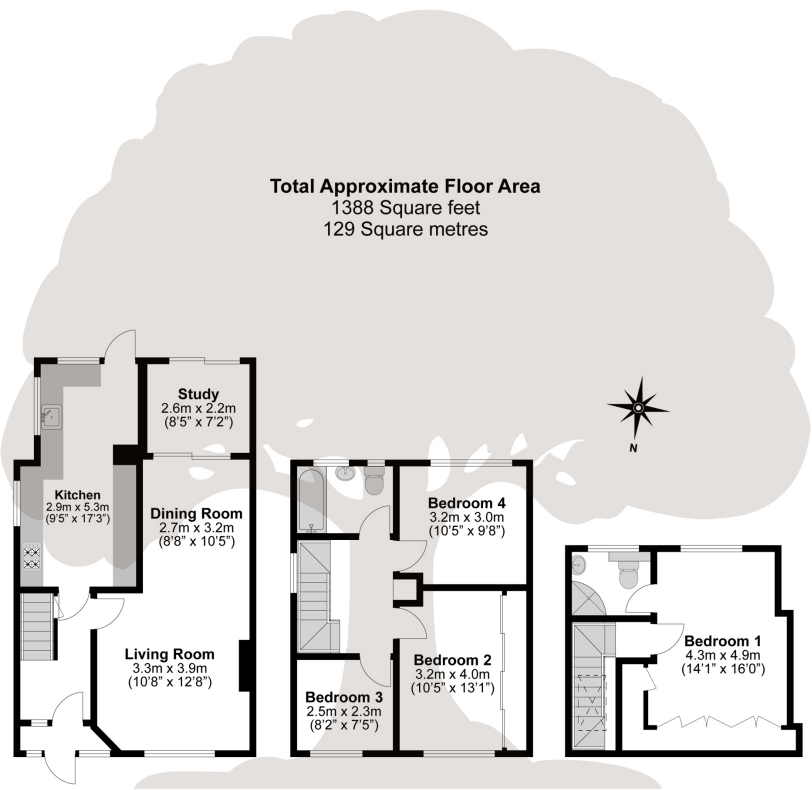 Total Approximate Floor Area
1388 Square feet
129 Square metres
Study
2.6m x 2.2m
(8'5" x 7'2")
N
Kitchen
2.9m x 5.3m
(9'5" x 17'3")
Dining Room
2.7m x 3.2m
(8'8" x 10'5")
Living Room
3.3m x 3.9m
(10'8" x 12'8")
Bedroom 4
3.2m x 3.0m
(10'5" x 9'8")
Bedroom 2
3.2m x 4.0m
(10'5" x 13'1")
Bedroom 3
2.5m x 2.3m
(8'2" x 7'5")
Bedroom 1
4.3m x 4.9m
(14'1" x 16'0")